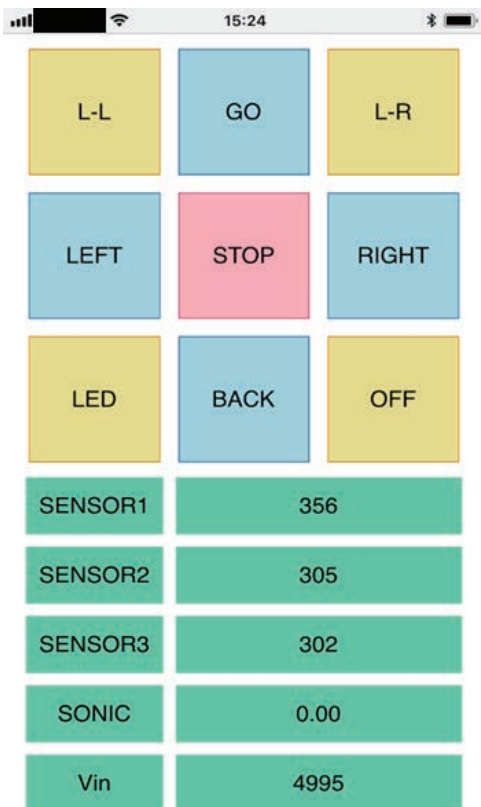 15:24
L-L GO L-R
LEFT STOP RIGHT
LED BACK OFF
SENSOR1 356
SENSOR2 305
SENSOR3 302
SONIC 0.00
Vin 4995